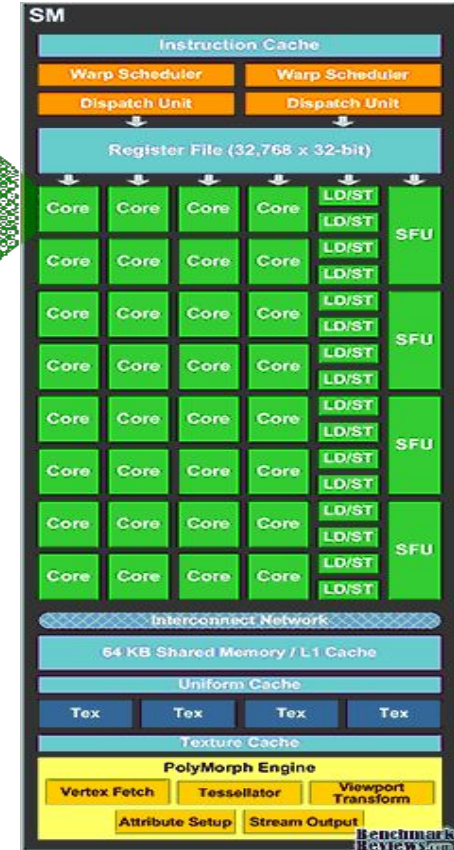 SM
Instruction Cache
Warp Scheduler Warp Scheduler
Dispatch Unit Dispatch Unit
Register File (32,768 x 32-bit)
LD/ST
Core Core Core Core SFU
LD/ST
LD/ST
Core Core Core Core
LD/ST
LD/ST
Core Core Core Core SFU
LD/ST
LD/ST
Core Core Core Core
LD/ST
LD/ST
Core Core Core Core SFU
LD/ST
LD/ST
Core Core Core Core
LD/ST
LD/ST
Core Core Core Core SFU
LD/ST
LD/ST
Core Core Core Core
LD/ST
Interconnect Network
64 KB Shared Memory / L1 Cache
Uniform Cache
Tex Tex Tex Tex
Texture Cache
PolyMorph Engine
Vertex Fetch Tessellator Viewport
Transform
Attribute Setup Stream Output
Benchmark
Reviews.com